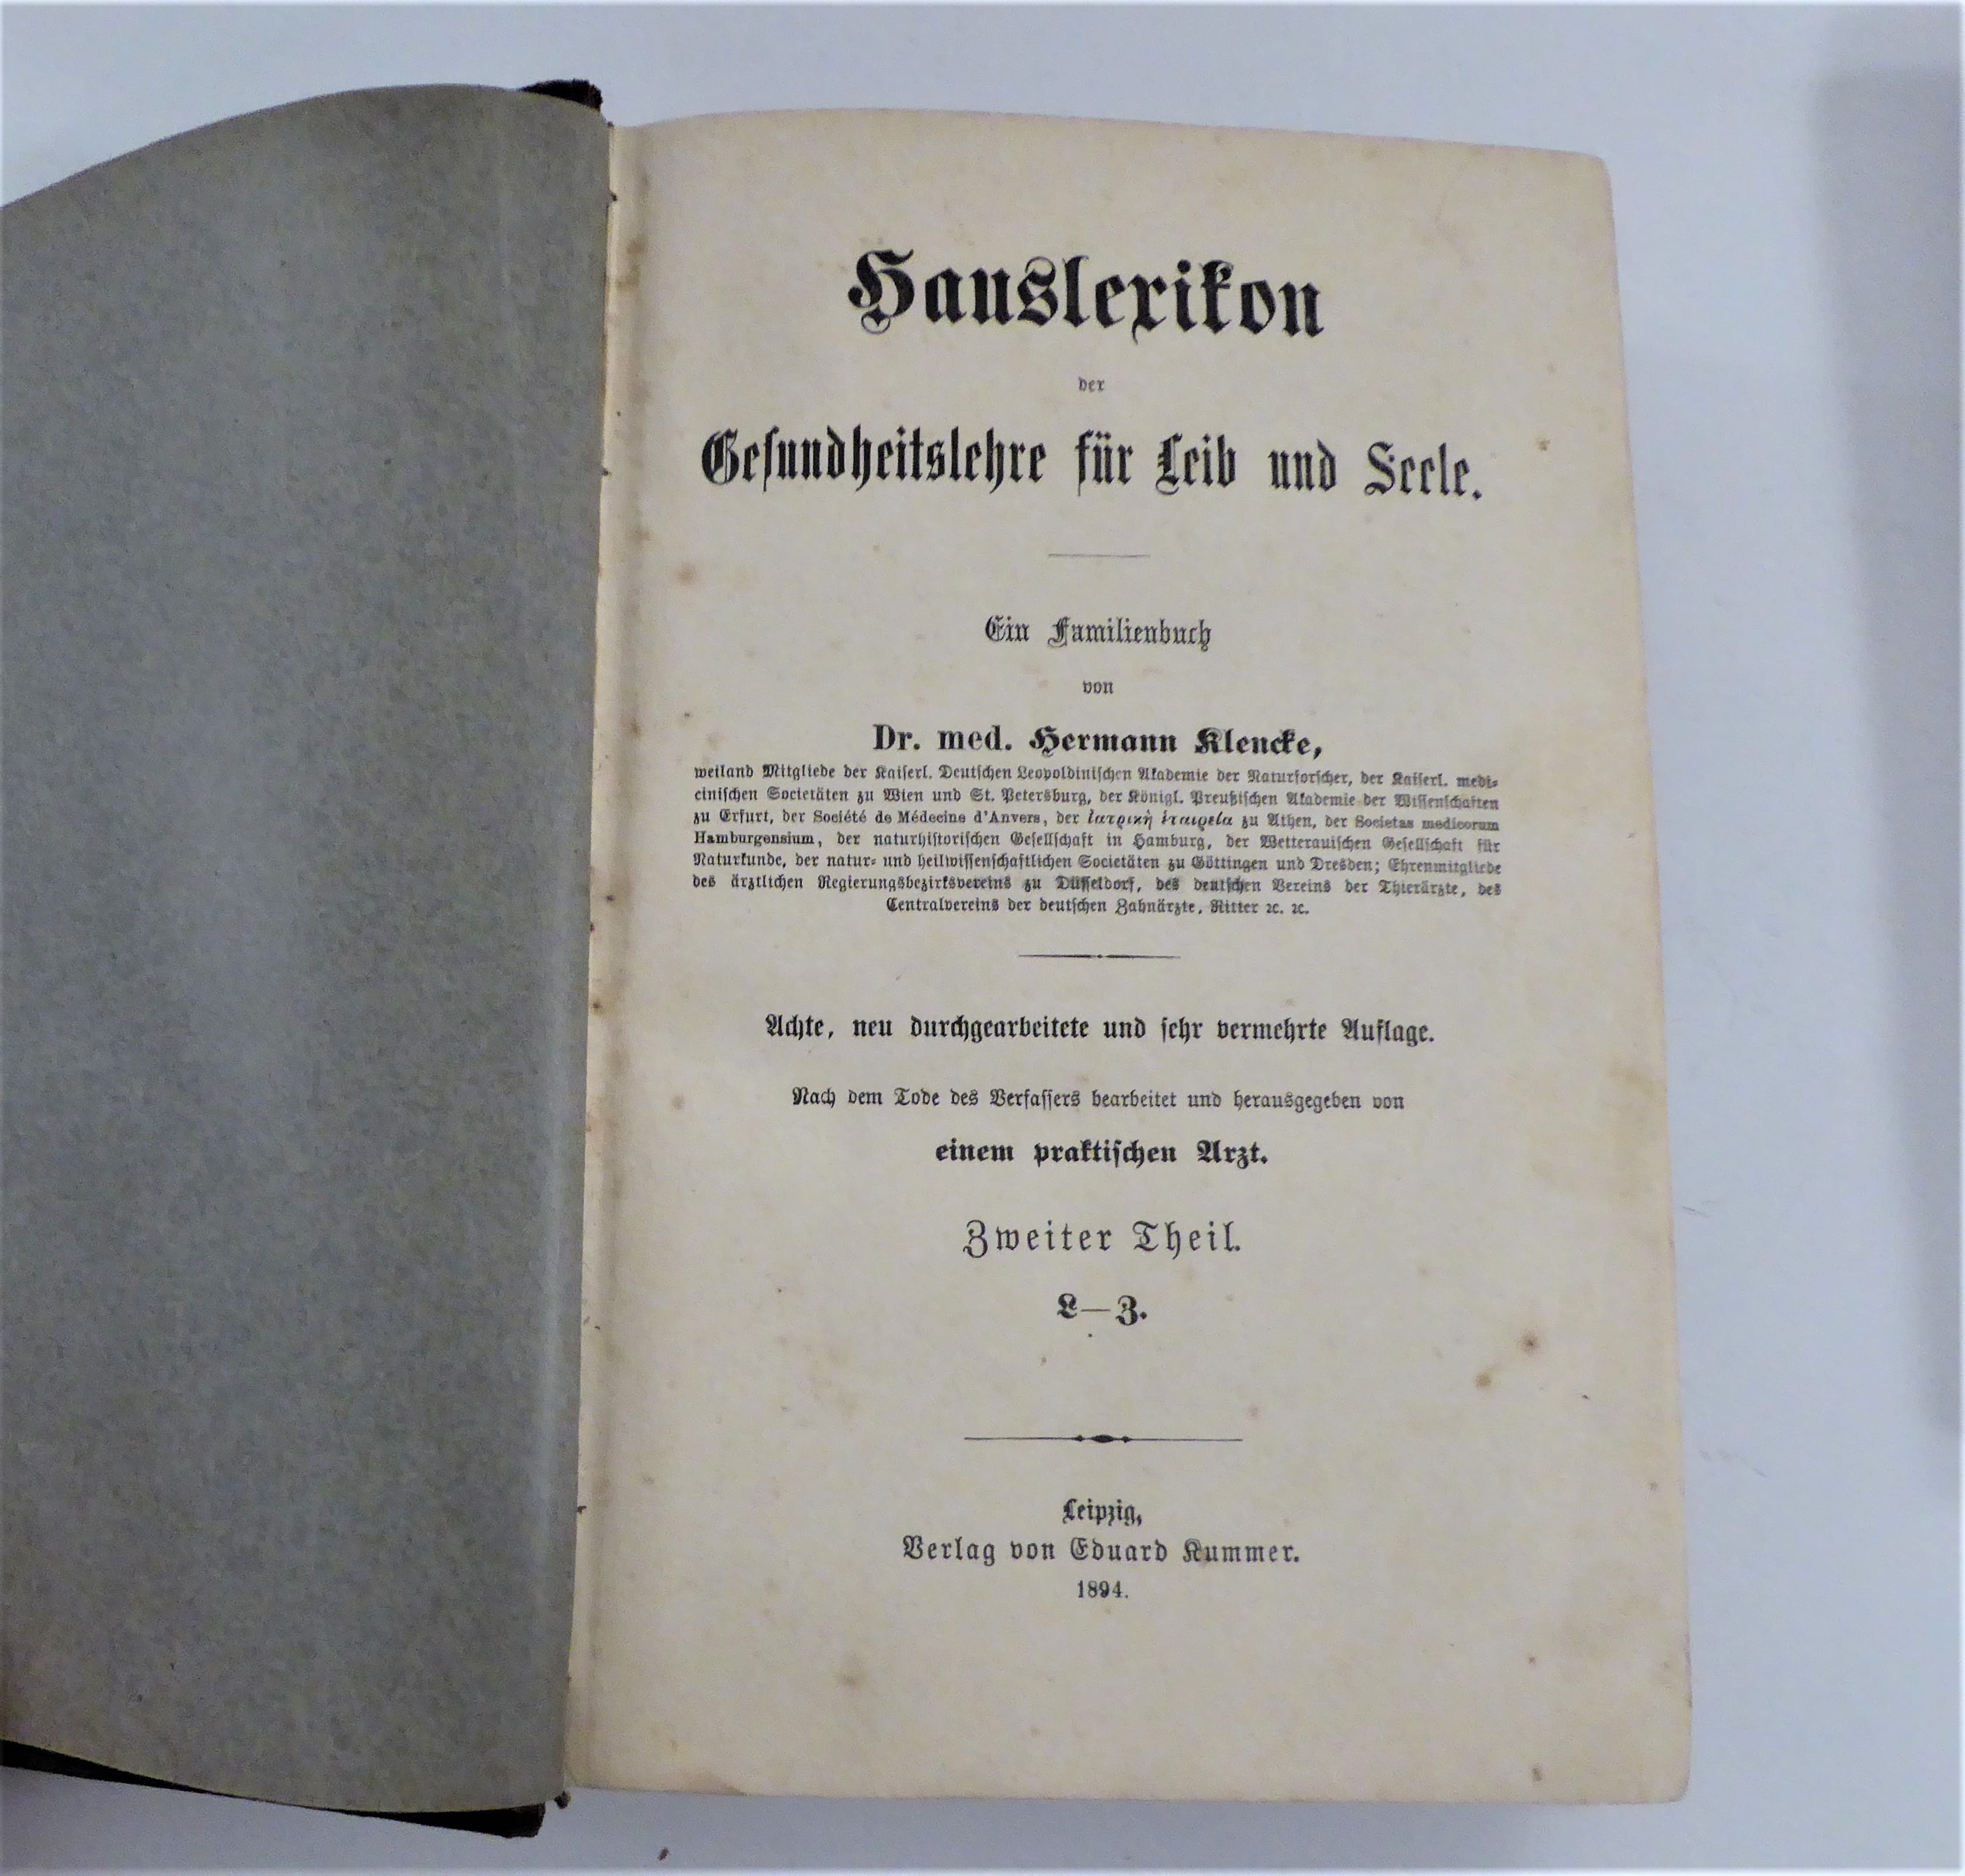 Hauslexikon
der
Gesundheitslehre für Leib und Seele.
Ein Familienbuch
von
Dr. med. Hermann Klencke,
weiland Mitgliede der Kaiserl. Deutschen Leopoldinischen Akademie der Naturforscher, der Kaiserl. medi-
cinischen Societäten zu Wien und St. Petersburg, der Königl. Preußischen Akademie der Wissenschaften
zu Erfurt, der Société de Médecine d'Anvers, der ἰατρικὴ ἑταιρεία zu Athen, der Societas medicorum
Hamburgensium, der naturhistorischen Gesellschaft in Hamburg, der Wetterauischen Gesellschaft für
Naturkunde, der natur- und heilwissenschaftlichen Societäten zu Göttingen und Dresden; Ehrenmitgliede
des ärztlichen Regierungsbezirksvereins zu Düsseldorf, des deutschen Vereins der Thierärzte, des
Centralvereins der deutschen Zahnärzte, Ritter ꝛc. ꝛc.
Achte, neu durchgearbeitete und sehr vermehrte Auflage.
Nach dem Tode des Verfassers bearbeitet und herausgegeben von
einem praktischen Arzt.
Zweiter Theil.
L—Z.
Leipzig,
Verlag von Eduard Kummer.
1894.